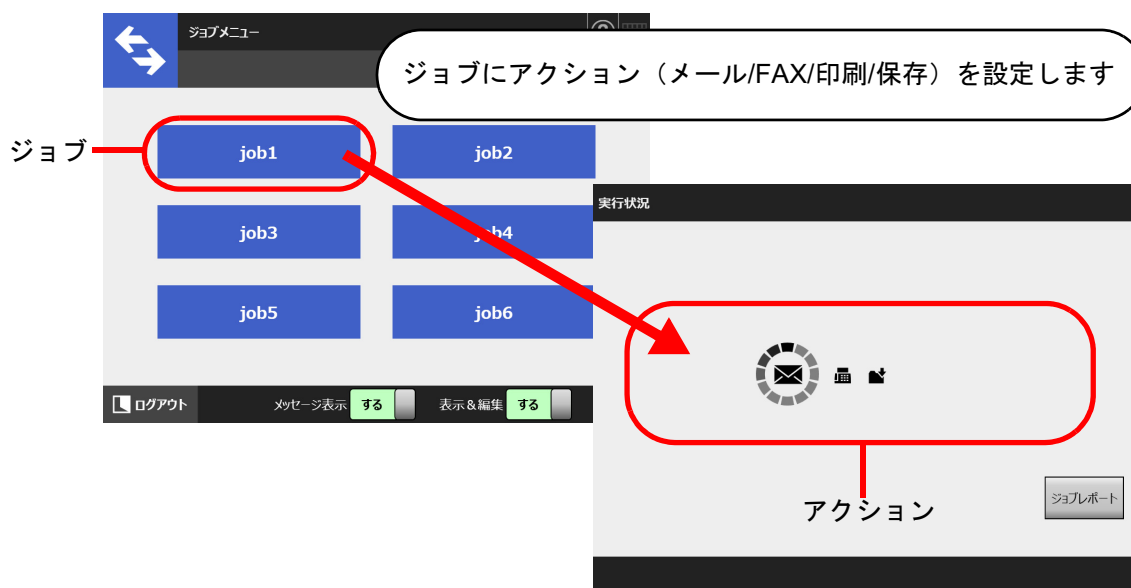 ジョブメニュー
ジョブにアクション（メール/FAX/印刷/保存）を設定します
ジョブ
job1
job2
実行状況
job3
job4
job5
job6
ログアウト
メッセージ表示
する
表示＆編集
する
ジョブレポート
アクション